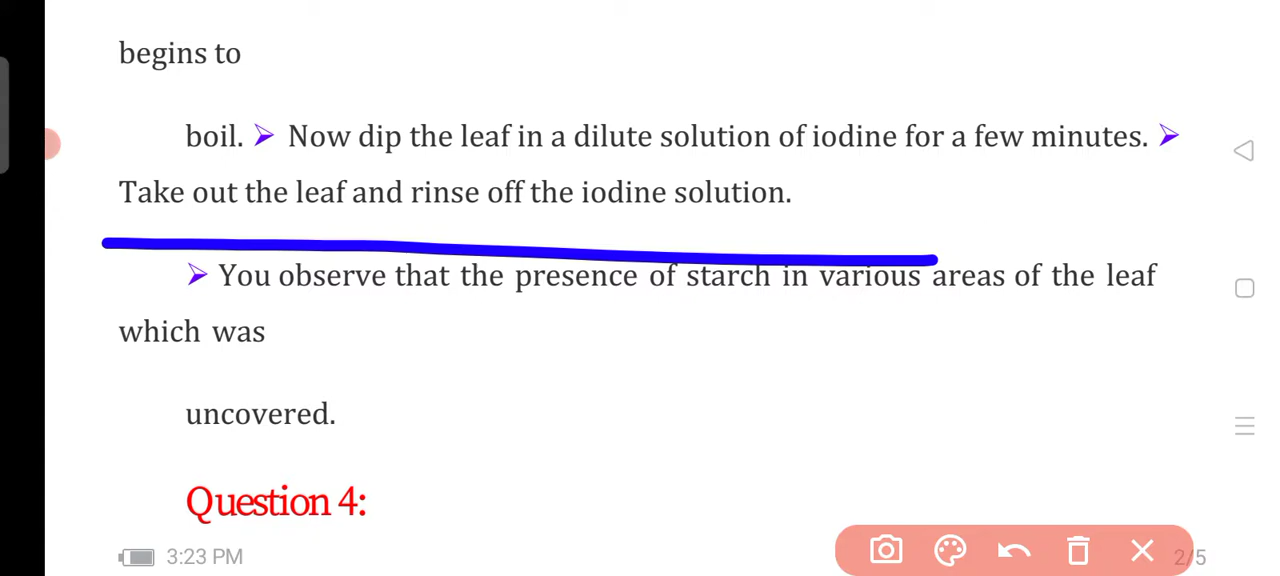 begins to
boil. ➢ Now dip the leaf in a dilute solution of iodine for a few minutes. ➢
Take out the leaf and rinse off the iodine solution.
➢ You observe that the presence of starch in various areas of the leaf
which was
uncovered.
Question 4:
3:23 PM
2/5